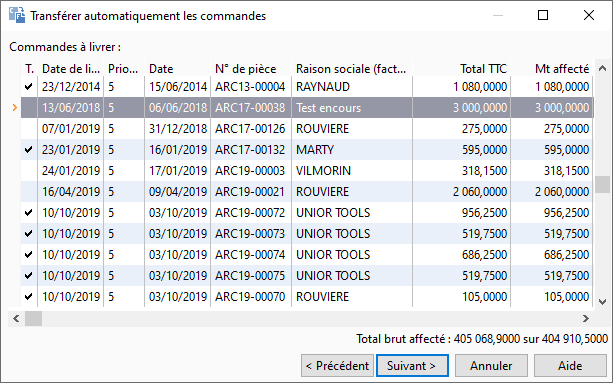 Transférer automatiquement les commandes
Commandes à livrer :
T. Date de li... Prio... Date N° de pièce Raison sociale (fact... Total TTC Mt affecté
23/12/2014 5 15/06/2014 ARC13-00004 RAYNAUD 1 080,0000 1 080,0000
13/06/2018 5 06/06/2018 ARC17-00038 Test encours 3 000,0000 3 000,0000
07/01/2019 5 31/12/2018 ARC17-00126 ROUVIERE 275,0000 275,0000
23/01/2019 5 16/01/2019 ARC17-00132 MARTY 595,0000 595,0000
24/01/2019 5 17/01/2019 ARC19-00003 VILMORIN 318,1500 318,1500
16/04/2019 5 09/04/2019 ARC19-00021 ROUVIERE 2 060,0000 2 060,0000
10/10/2019 5 03/10/2019 ARC19-00072 UNIOR TOOLS 956,2500 956,2500
10/10/2019 5 03/10/2019 ARC19-00073 UNIOR TOOLS 519,7500 519,7500
10/10/2019 5 03/10/2019 ARC19-00074 UNIOR TOOLS 686,2500 686,2500
10/10/2019 5 03/10/2019 ARC19-00075 UNIOR TOOLS 519,7500 519,7500
10/10/2019 5 03/10/2019 ARC19-00070 ROUVIERE 105,0000 105,0000
Total brut affecté : 405 068,9000 sur 404 910,5000
< Précédent Suivant > Annuler Aide